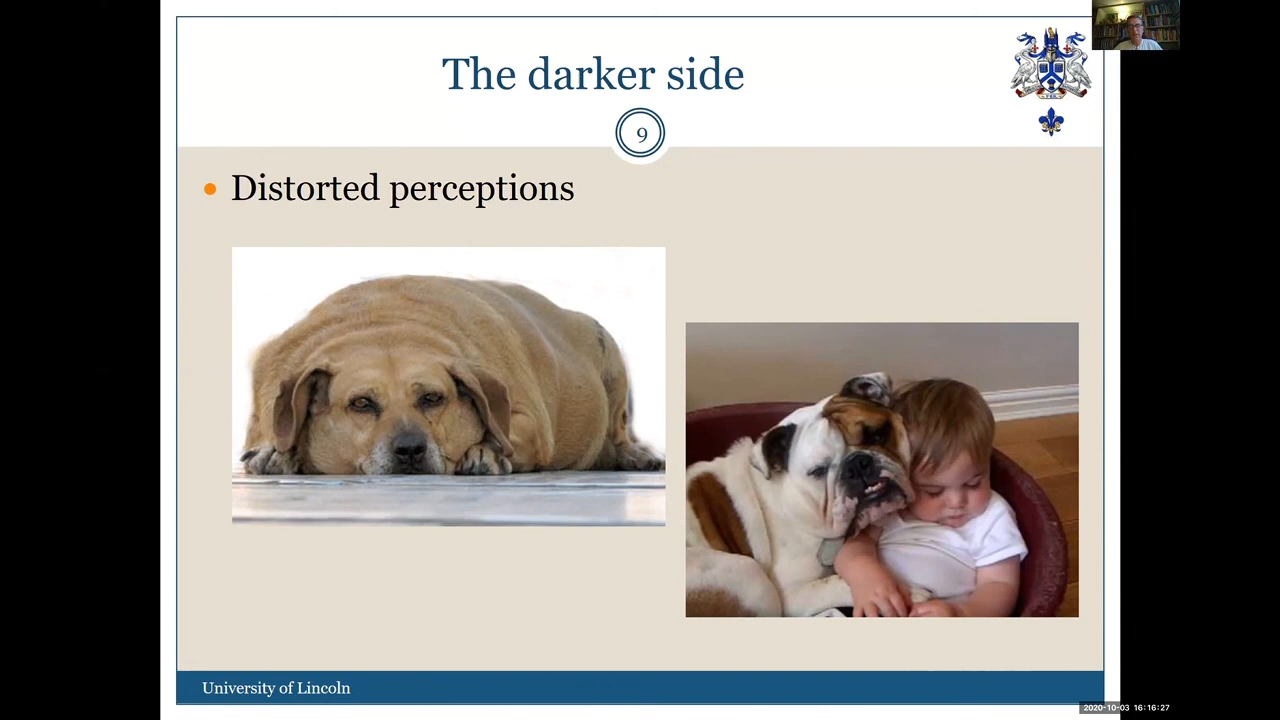 The darker side
9
Distorted perceptions
University of Lincoln
2020-10-03 16:16:27